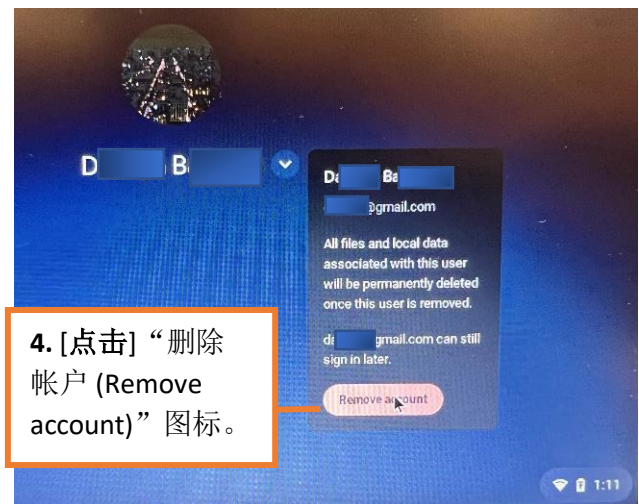 D B
Da Ba
@gmail.com
All files and local data
associated with this user
will be permanently deleted
once this user is removed.
da gmail.com can still
sign in later.
Remove account
4. [点击]“删除
帐户 (Remove
account)”图标。
1:11